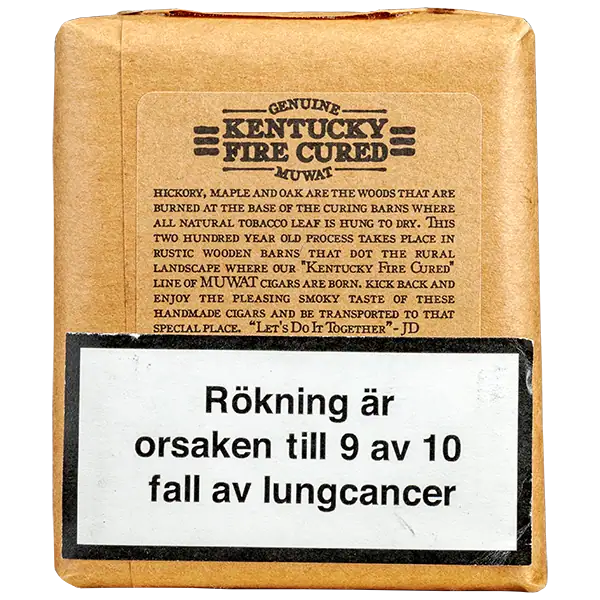 GENUINE
KENTUCKY
FIRE CURED
MUWAT
HICKORY, MAPLE AND OAK ARE THE WOODS THAT ARE
BURNED AT THE BASE OF THE CURING BARNS WHERE
ALL NATURAL TOBACCO LEAF IS HUNG TO DRY. THIS
TWO HUNDRED YEAR OLD PROCESS TAKES PLACE IN
RUSTIC WOODEN BARNS THAT DOT THE RURAL
LANDSCAPE WHERE OUR "KENTUCKY FIRE CURED"
LINE OF MUWAT CIGARS ARE BORN. KICK BACK AND
ENJOY THE PLEASING SMOKY TASTE OF THESE
HANDMADE CIGARS AND BE TRANSPORTED TO THAT
SPECIAL PLACE. "LET'S DO IT TOGETHER"- JD
Rökning är
orsaken till 9 av 10
fall av lungcancer